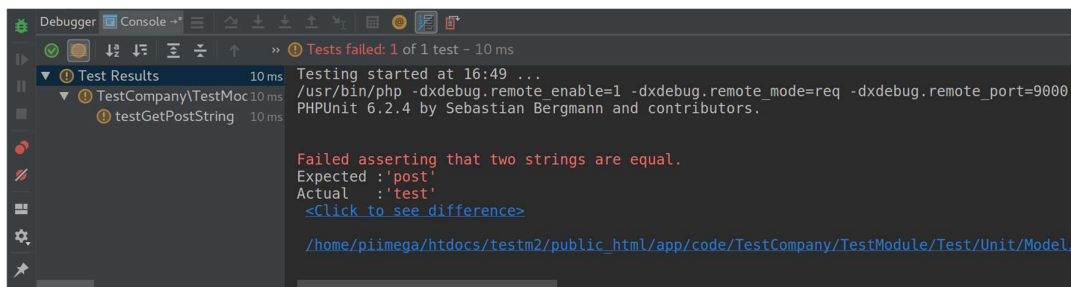 Debugger Console →*
Tests failed: 1 of 1 test – 10 ms
Test Results 10 ms
TestCompany\TestMoc 10 ms
testGetPostString 10 ms
Testing started at 16:49 ...
/usr/bin/php -dxdebug.remote_enable=1 -dxdebug.remote_mode=req -dxdebug.remote_port=9000
PHPUnit 6.2.4 by Sebastian Bergmann and contributors.
Failed asserting that two strings are equal.
Expected :'post'
Actual   :'test'
<Click to see difference>
/home/piimega/htdocs/testm2/public_html/app/code/TestCompany/TestModule/Test/Unit/Model/